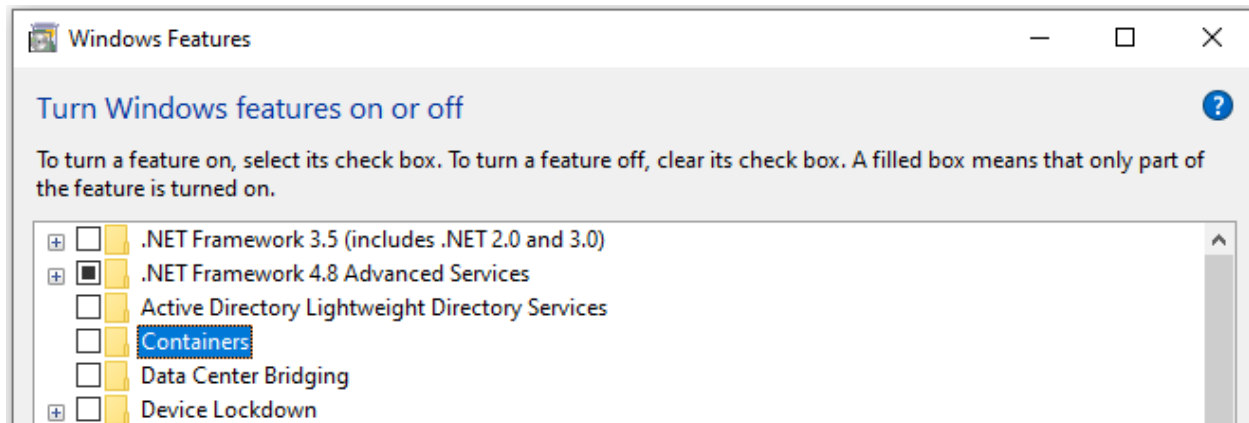 Windows Features
Turn Windows features on or off
To turn a feature on, select its check box. To turn a feature off, clear its check box. A filled box means that only part of
the feature is turned on.
.NET Framework 3.5 (includes .NET 2.0 and 3.0)
.NET Framework 4.8 Advanced Services
Active Directory Lightweight Directory Services
Containers
Data Center Bridging
Device Lockdown